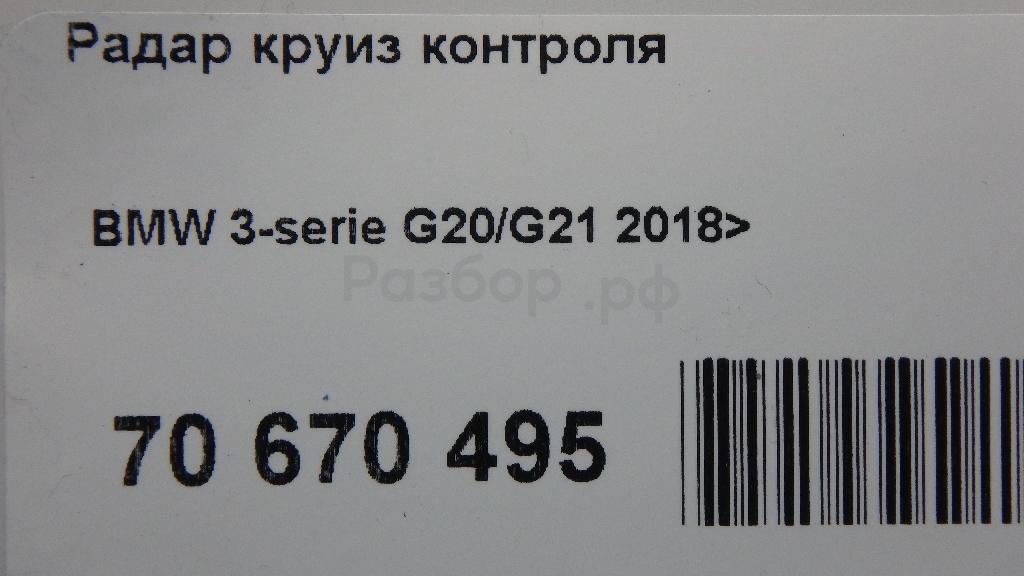 Радар круиз контроля
BMW 3-serie G20/G21 2018>
Разбор.рф
70 670 495